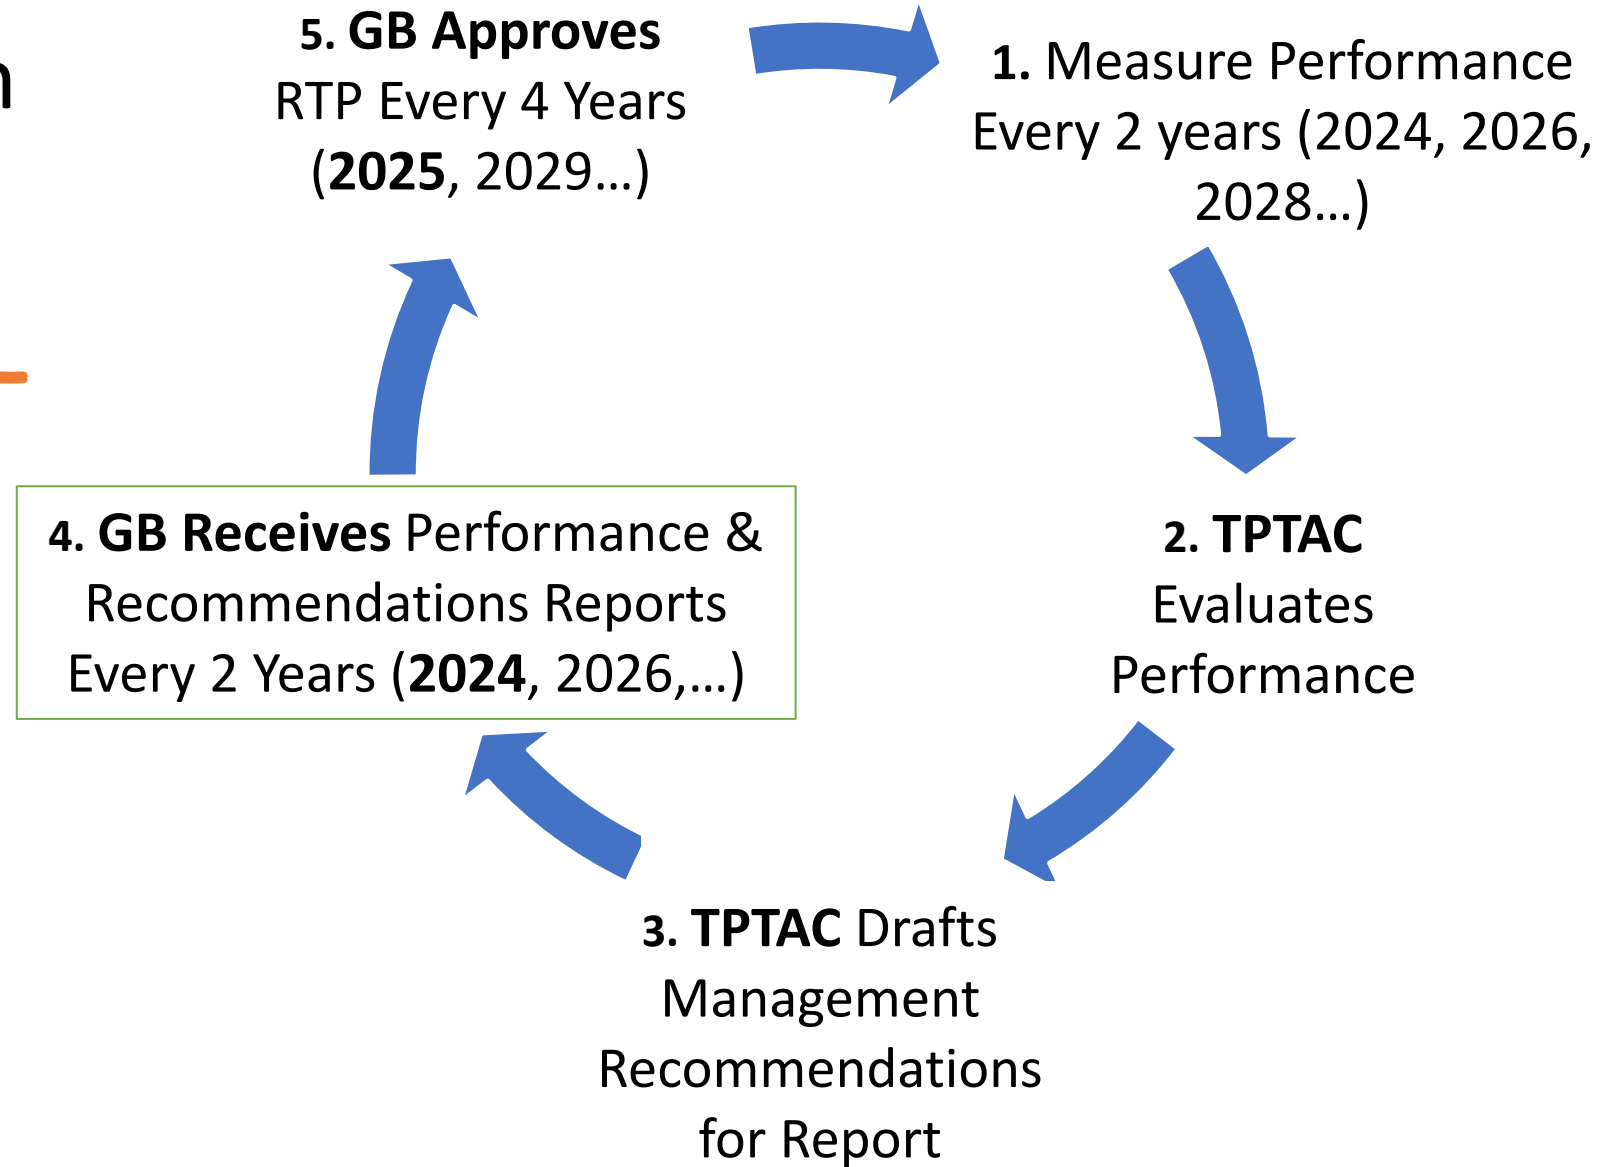 5. GB Approves
RTP Every 4 Years
(2025, 2029...)
1. Measure Performance
Every 2 years (2024, 2026,
2028...)
4. GB Receives Performance &
Recommendations Reports
Every 2 Years (2024, 2026,...)
2. TPTAC
Evaluates
Performance
3. TPTAC Drafts
Management
Recommendations
for Report